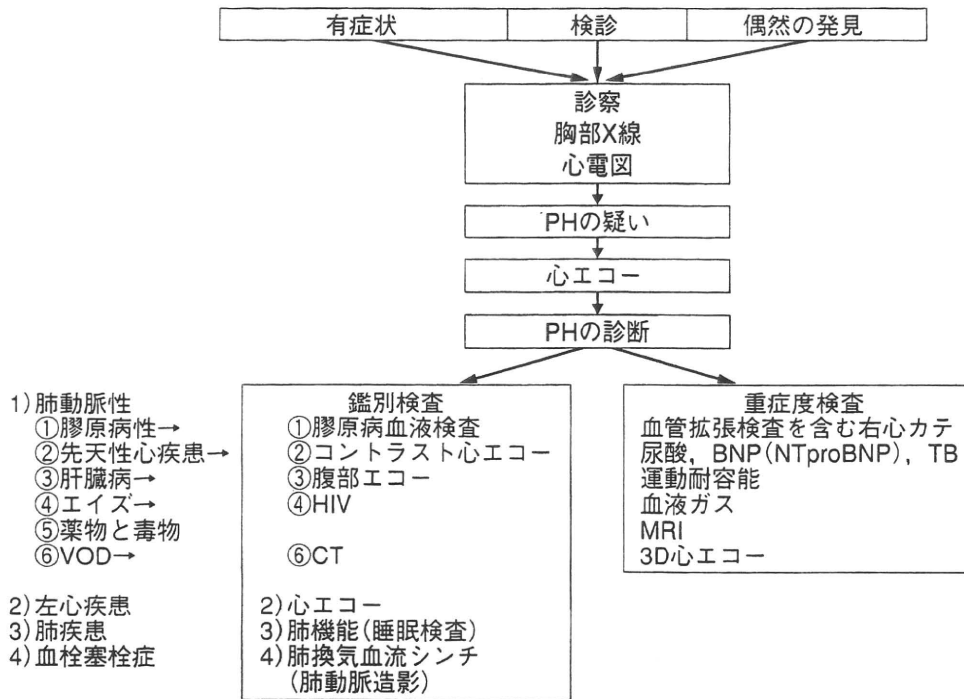 有症状 検診 偶然の発見
診察
胸部X線
心電図
PHの疑い
心エコー
PHの診断
1)肺動脈性
①膠原病性→
②先天性心疾患→
③肝臓病→
④エイズ→
⑤薬物と毒物
⑥VOD→
2)左心疾患
3)肺疾患
4)血栓塞栓症
鑑別検査
①膠原病血液検査
②コントラスト心エコー
③腹部エコー
④HIV
⑥CT
2)心エコー
3)肺機能(睡眠検査)
4)肺換気血流シンチ
(肺動脈造影)
重症度検査
血管拡張検査を含む右心カテ
尿酸，BNP(NTproBNP)，TB
運動耐容能
血液ガス
MRI
3D心エコー